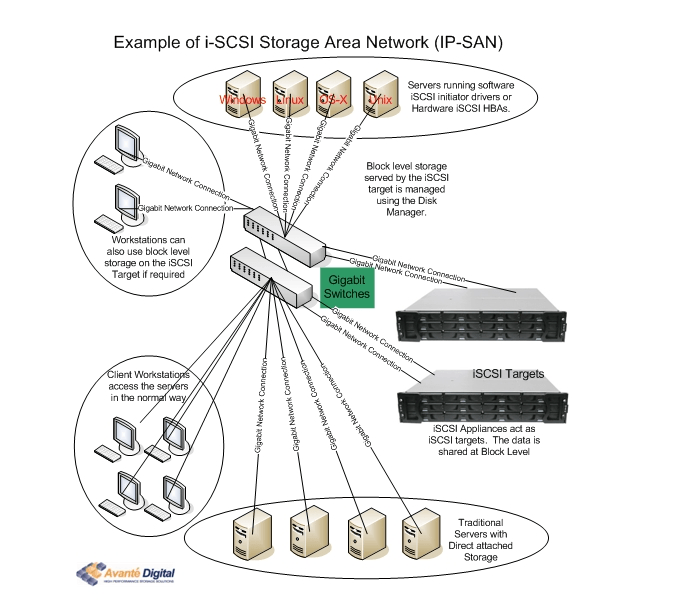 Example of i-SCSI Storage Area Network (IP-SAN)
Windows
Linux
OS-X
Unix
Servers running software
iSCSI initiator drivers or
Hardware iSCSI HBAs.
Gigabit Network Connection
Gigabit Network Connection
Gigabit Network Connection
Gigabit Network Connection
Gigabit Network Connection
Gigabit Network Connection
Block level storage
served by the iSCSI
target is managed
using the Disk
Manager.
Workstations can
also use block level
storage on the iSCSI
Target if required
Gigabit Network Connection
Gigabit Network Connection
Gigabit
Switches
Gigabit Network Connection
Gigabit Network Connection
iSCSI Targets
Client Workstations
access the servers
in the normal way
Gigabit Network Connection
Gigabit Network Connection
Gigabit Network Connection
Gigabit Network Connection
iSCSI Appliances act as
iSCSI targets. The data is
shared at Block Level
Traditional
Servers with
Direct attached
Storage
Avanté Digital
HIGH PERFORMANCE STORAGE SOLUTIONS